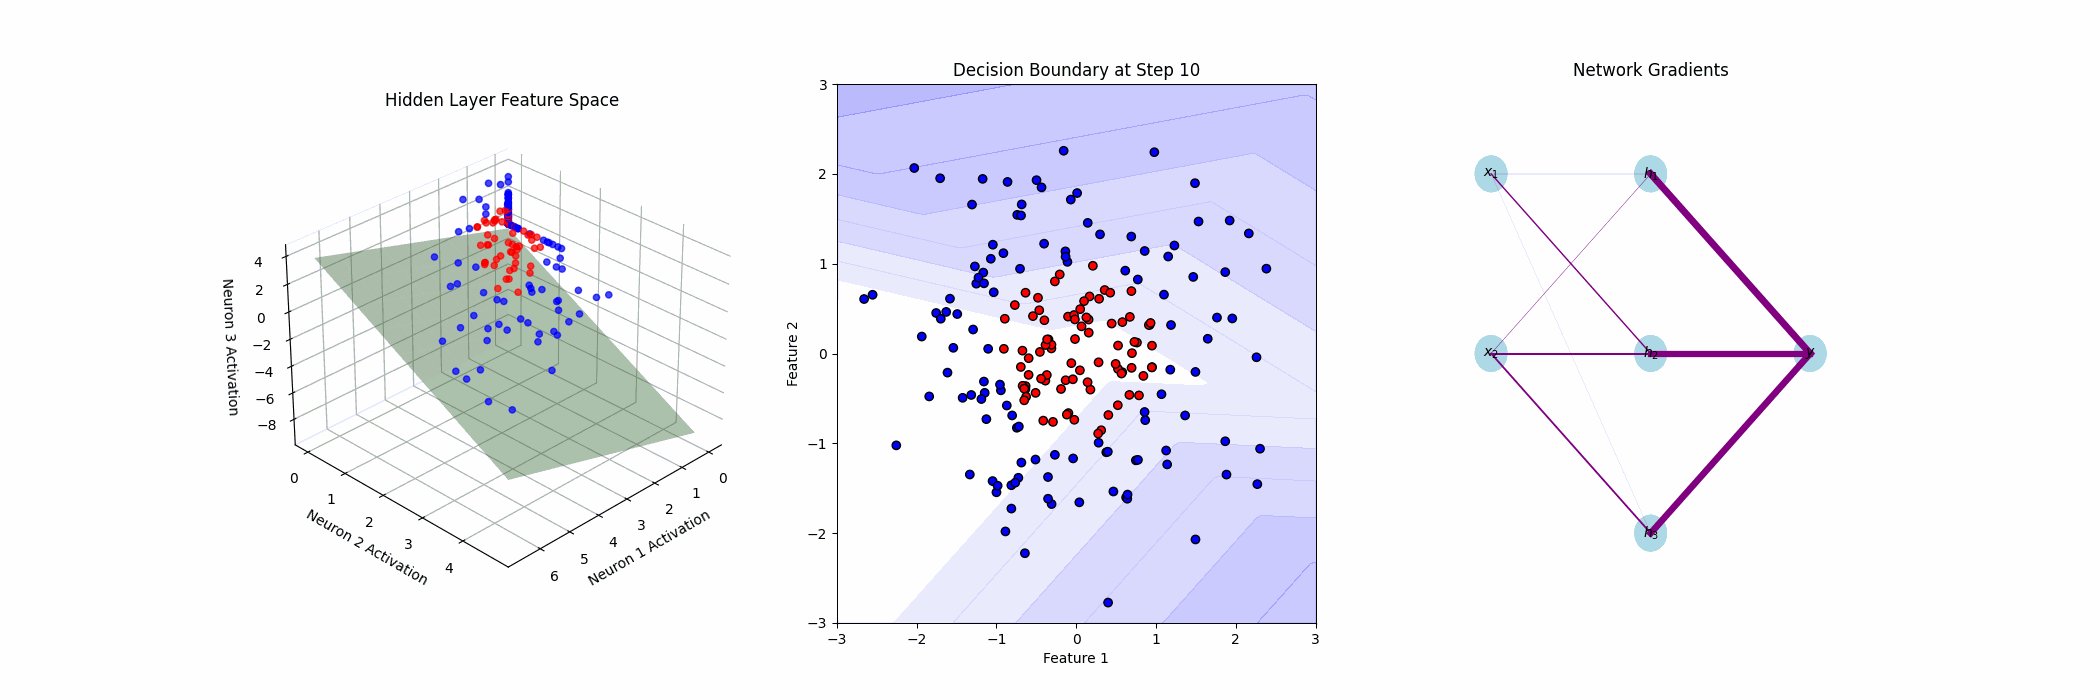 Hidden Layer Feature Space
4
2
0
−2
−4
−6
−8
Neuron 3 Activation
0
1
2
3
4
Neuron 2 Activation
6
5
4
3
2
1
0
Neuron 1 Activation
Decision Boundary at Step 10
3
2
1
0
−1
−2
−3
Feature 2
−3
−2
−1
0
1
2
3
Feature 1
Network Gradients
x₁
h₁
x₂
h₂
y
h₃